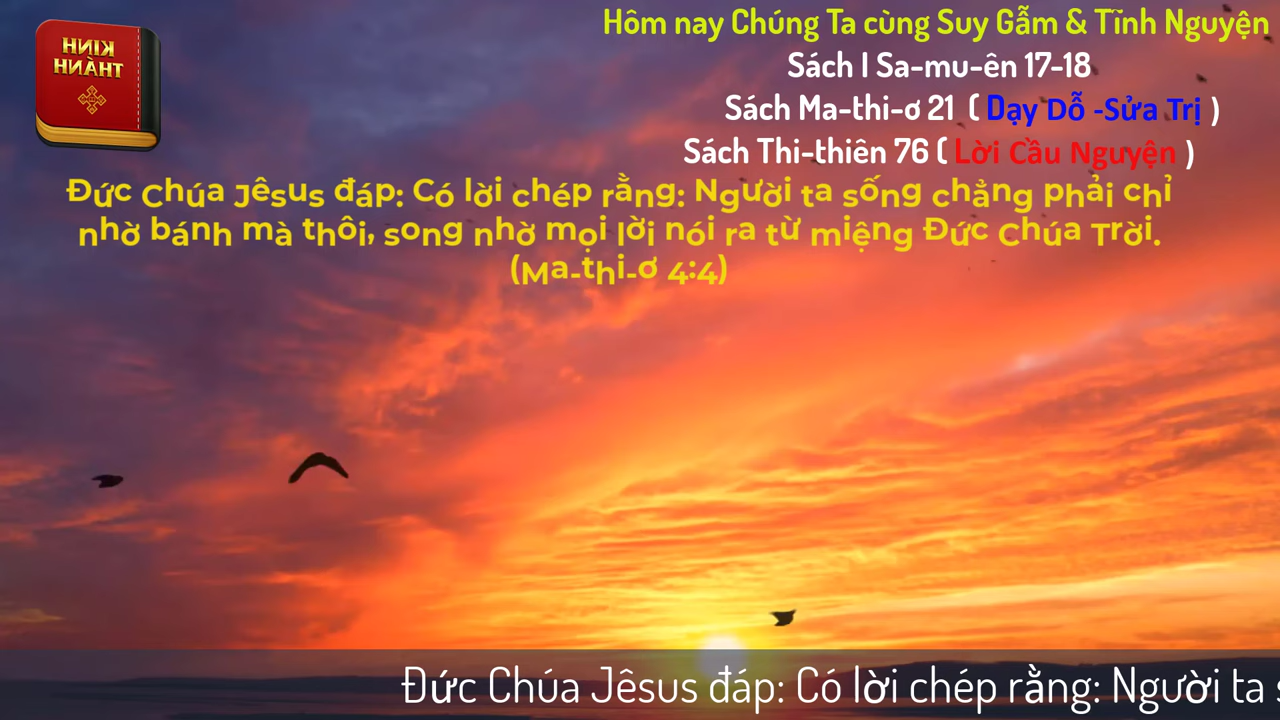 KINH
THÀNH
Hôm nay Chúng Ta cùng Suy Gẫm & Tĩnh Nguyện
Sách I Sa-mu-ên 17-18
Sách Ma-thi-ơ 21 ( Dạy Dỗ -Sửa Trị )
Sách Thi-thiên 76 ( Lời Cầu Nguyện )
Đức Chúa Jêsus đáp: Có lời chép rằng: Người ta sống chẳng phải chỉ
nhờ bánh mà thôi, song nhờ mọi lời nói ra từ miệng Đức Chúa Trời.
(Ma-thi-ơ 4:4)
Đức Chúa Jêsus đáp: Có lời chép rằng: Người ta s